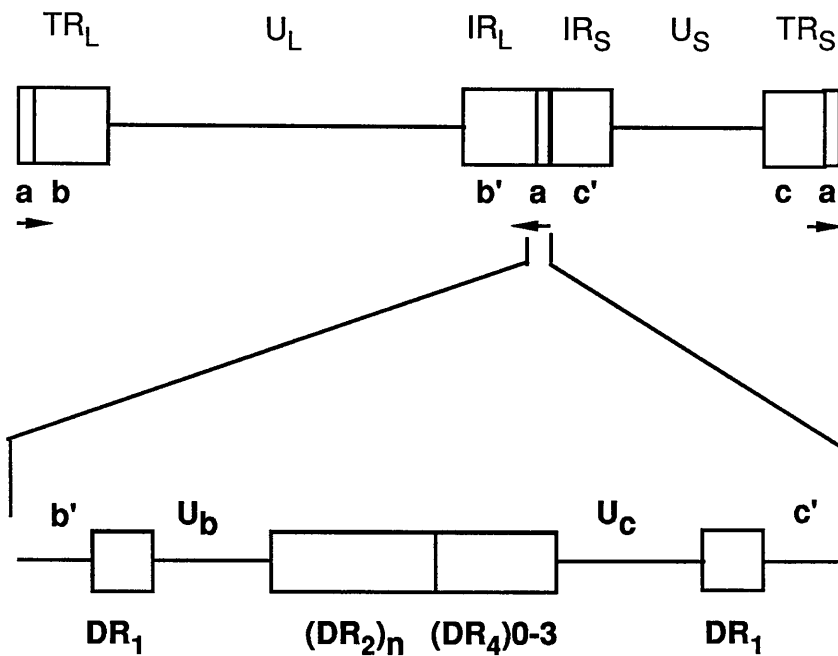 TR_L U_L IR_L IR_S U_S TR_S
a b b' a c' c a
b' U_b U_c c'
DR_1 (DR_2)_n (DR_4)0-3 DR_1